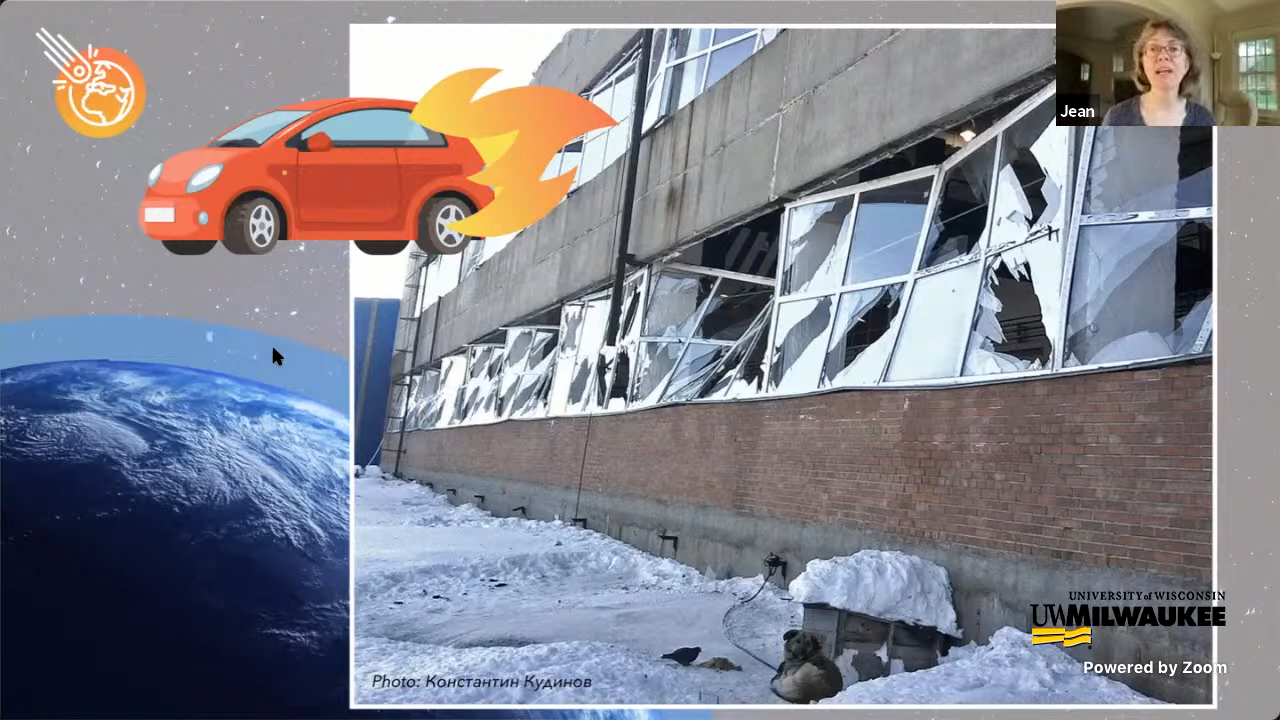 Jean
UNIVERSITY of WISCONSIN
UWMILWAUKEE
Powered by Zoom
Photo: Константин Кудинов